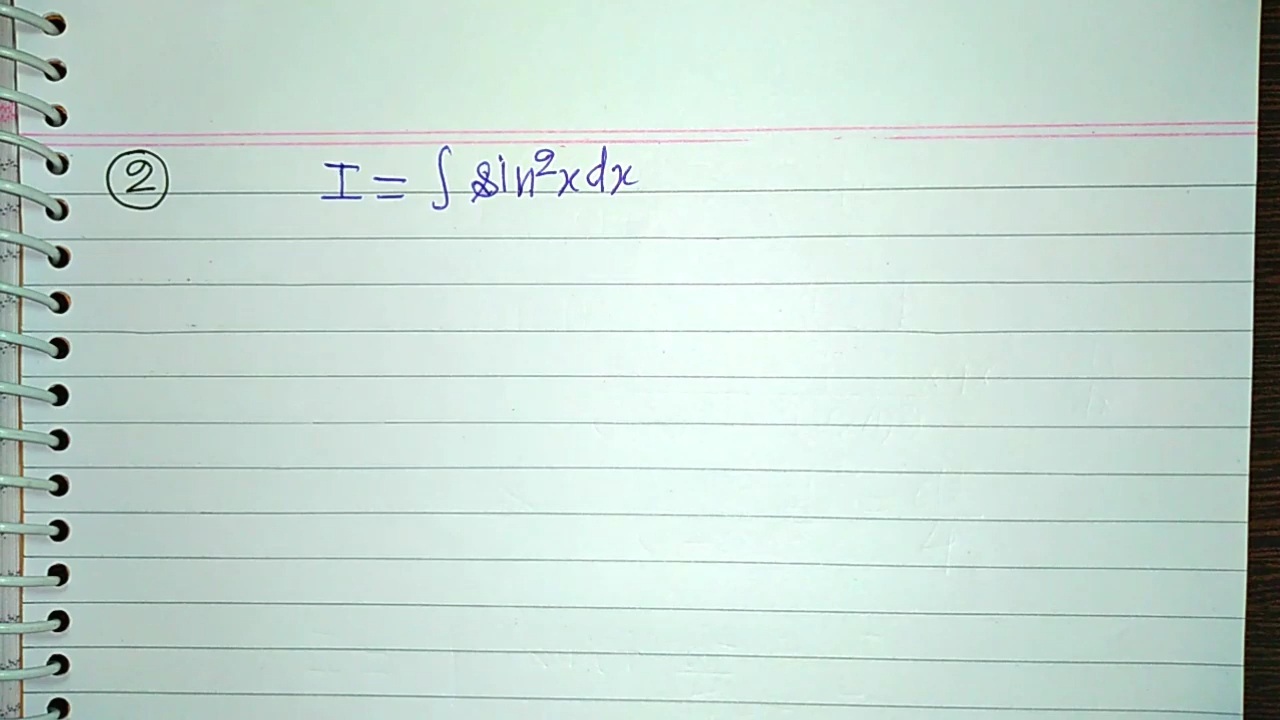 ② I = ∫ sin²x dx